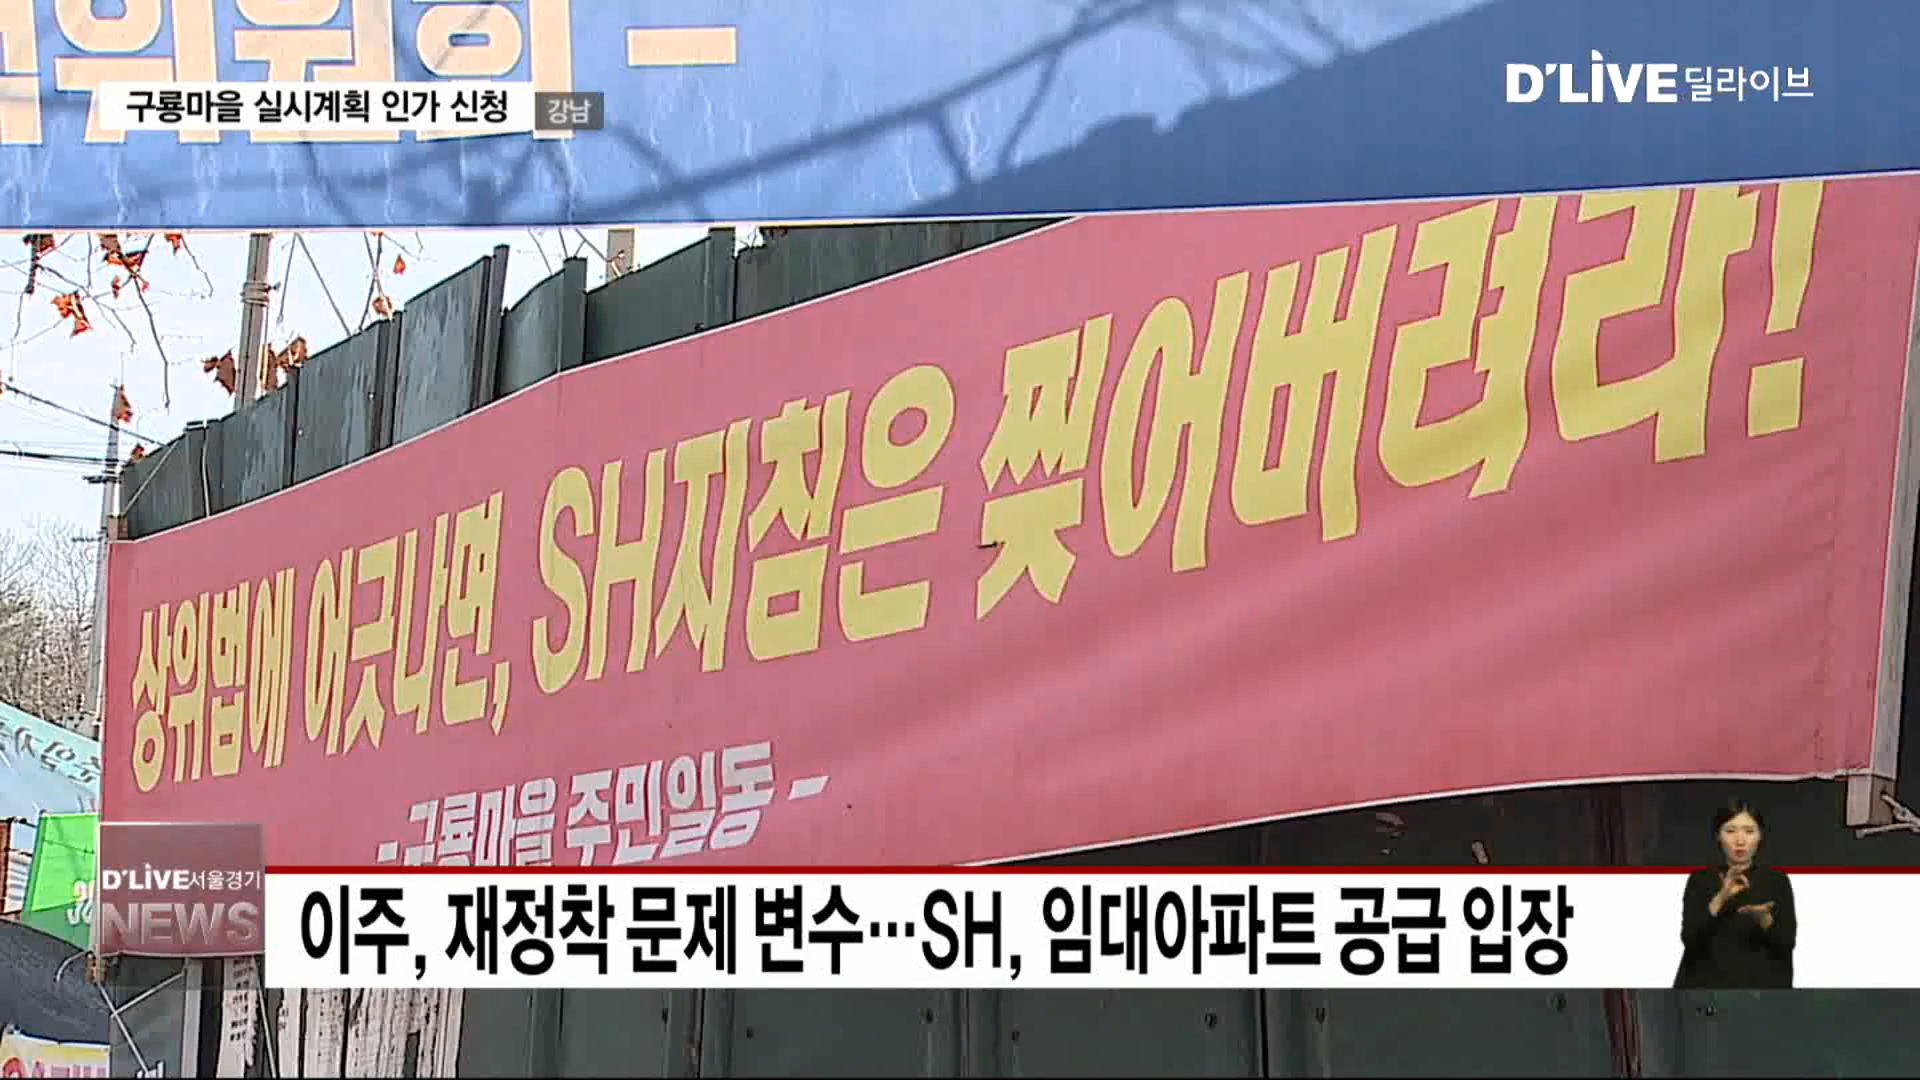 구룡마을 실시계획 인가 신청 강남
D'LIVE 딜라이브
상위법에 어긋나면, SH지침은 찢어버려라!
-구룡마을 주민일동-
D'LIVE서울경기
NEWS
이주, 재정착 문제 변수…SH, 임대아파트 공급 입장